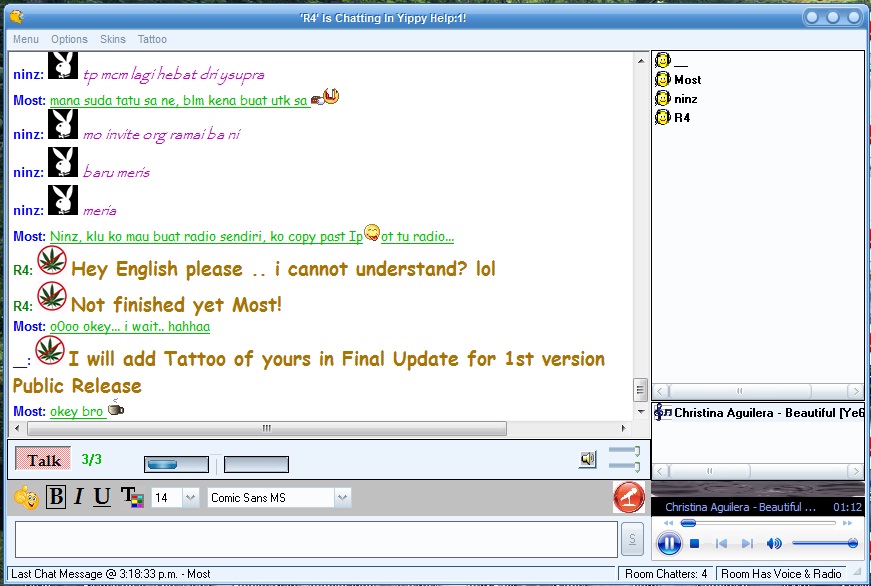 'R4' Is Chatting In Yippy Help:1!
Menu Options Skins Tattoo
ninz: tp mcm lagi hebat dri ysupra
Most: mana suda tatu sa ne, blm kena buat utk sa
ninz: mo invite org ramai ba ni
ninz: baru meris
ninz: meria
Most: Ninz, klu ko mau buat radio sendiri, ko copy past Ip ot tu radio...
R4: Hey English please .. i cannot understand? lol
R4: Not finished yet Most!
Most: oOoo okey... i wait.. hahhaa
__: I will add Tattoo of yours in Final Update for 1st version
Public Release
Most: okey bro
__
Most
ninz
R4
Christina Aguilera - Beautiful [Ye6
Talk 3/3
B I U T 14 Comic Sans MS
S
Christina Aguilera - Beautiful ... 01:12
Last Chat Message @ 3:18:33 p.m. - Most
Room Chatters: 4 Room Has Voice & Radio